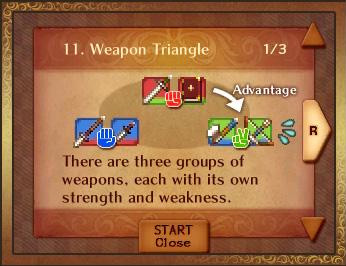 11. Weapon Triangle 1/3
Advantage
R
There are three groups of
weapons, each with its own
strength and weakness.
START
Close